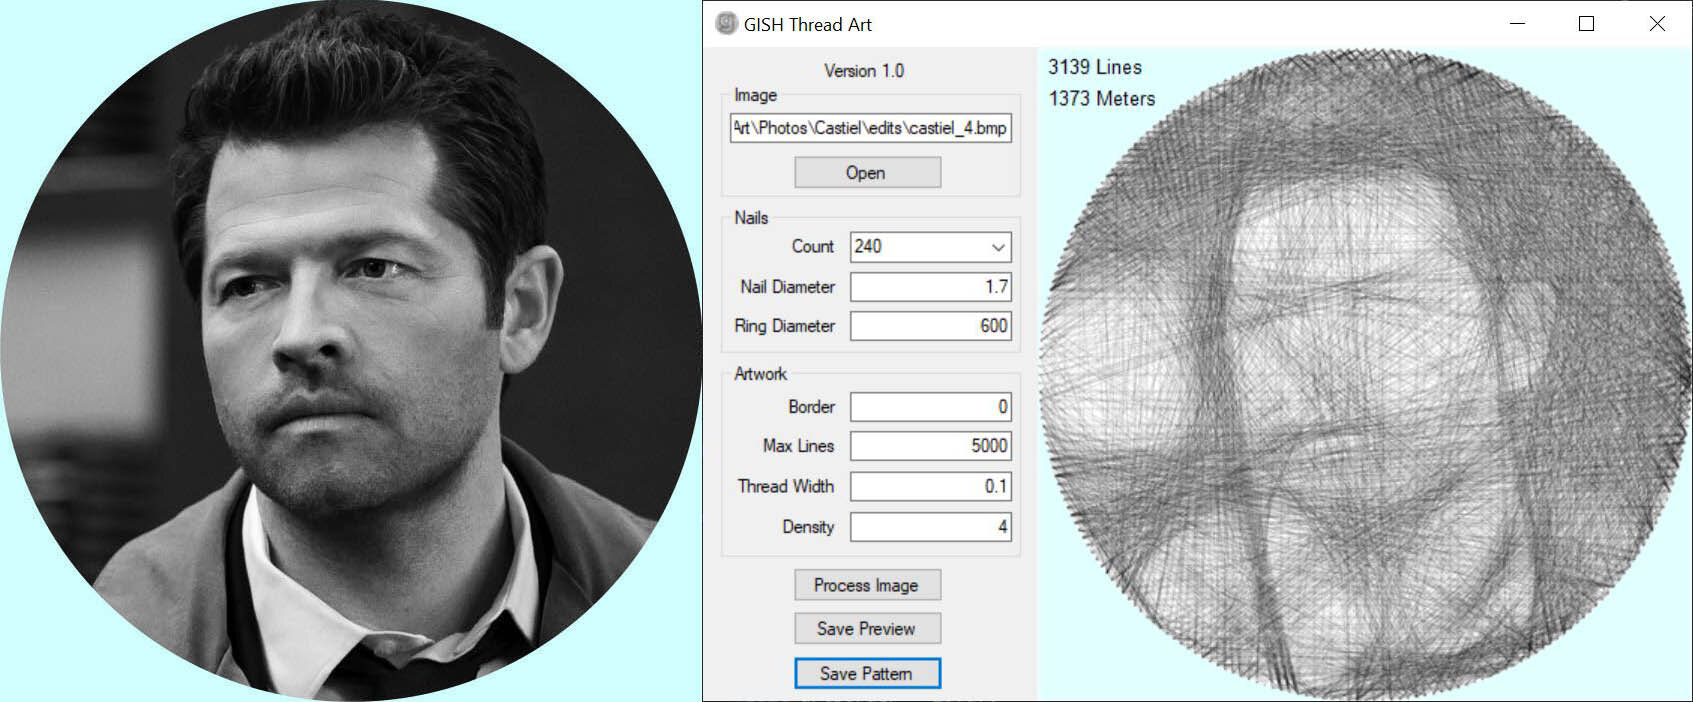 GISH Thread Art
Version 1.0
Image
Art\Photos\Castiel\edits\castiel_4.bmp
Open
Nails
Count 240
Nail Diameter 1.7
Ring Diameter 600
Artwork
Border 0
Max Lines 5000
Thread Width 0.1
Density 4
Process Image
Save Preview
Save Pattern
3139 Lines
1373 Meters